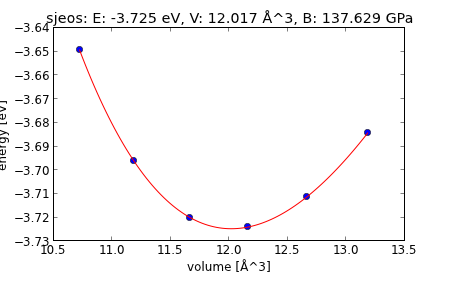 sjeos: E: -3.725 eV, V: 12.017 Å^3, B: 137.629 GPa
−3.64
−3.65
−3.66
−3.67
−3.68
−3.69
−3.70
−3.71
−3.72
−3.73
energy [eV]
10.5 11.0 11.5 12.0 12.5 13.0 13.5
volume [Å^3]